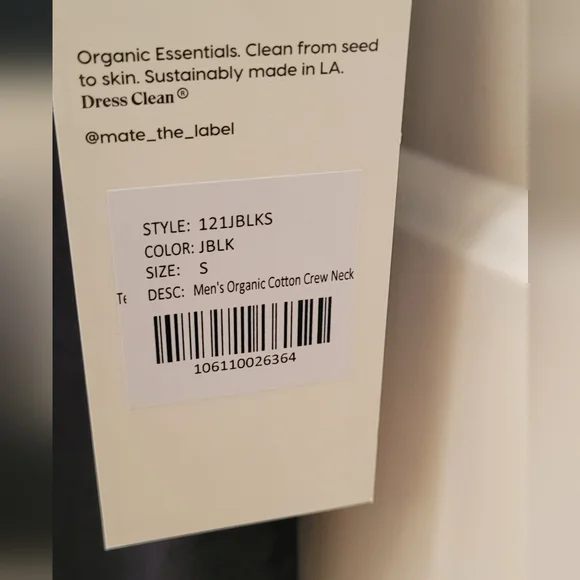 Organic Essentials. Clean from seed
to skin. Sustainably made in LA.
Dress Clean®
@mate_the_label
STYLE: 121JBLKS
COLOR: JBLK
SIZE: S
DESC: Men's Organic Cotton Crew Neck
106110026364